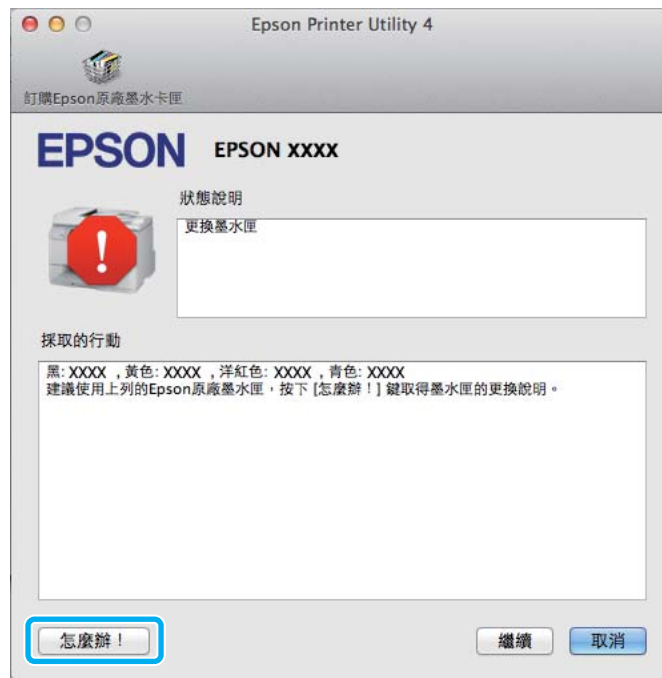 Epson Printer Utility 4
訂購Epson原廠墨水卡匣
EPSON EPSON XXXX
狀態說明
更換墨水匣
採取的行動
黑: XXXX , 黃色: XXXX , 洋紅色: XXXX , 青色: XXXX
建議使用上列的Epson原廠墨水匣，按下 [怎麼辦！] 鍵取得墨水匣的更換說明。
怎麼辦！ 繼續 取消